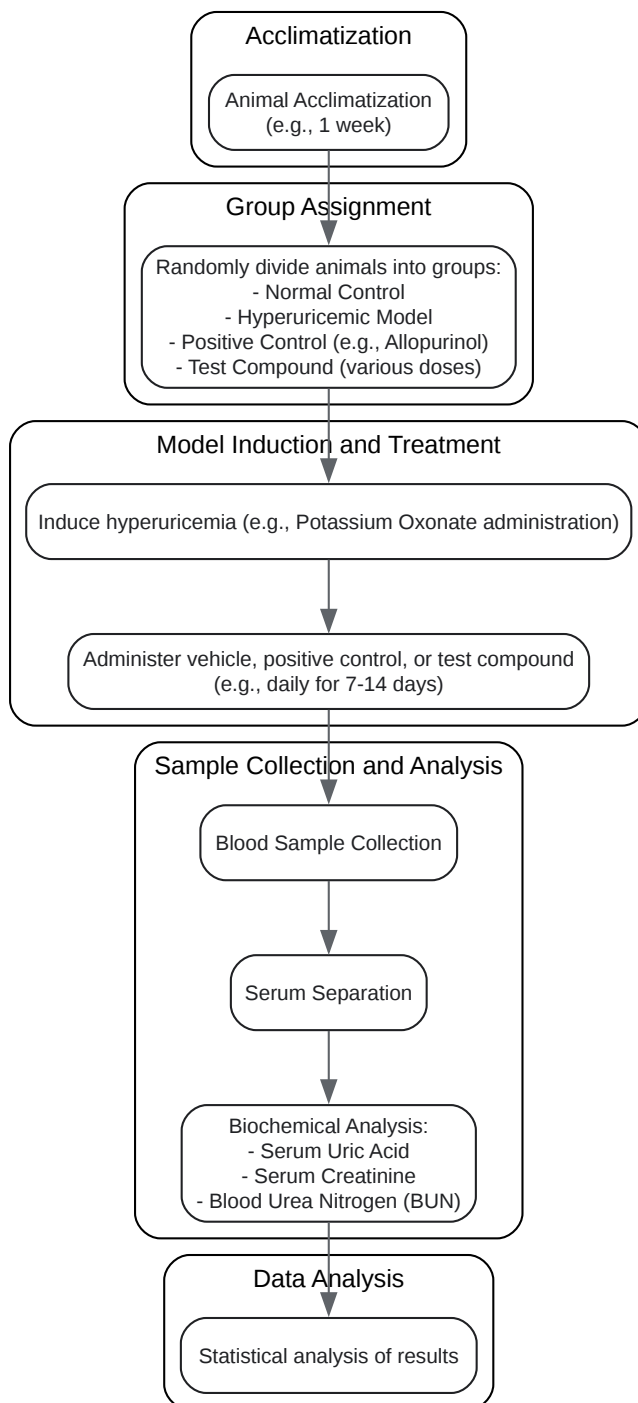 Acclimatization
Animal Acclimatization
(e.g., 1 week)
Group Assignment
Randomly divide animals into groups:
- Normal Control
- Hyperuricemic Model
- Positive Control (e.g., Allopurinol)
- Test Compound (various doses)
Model Induction and Treatment
Induce hyperuricemia (e.g., Potassium Oxonate administration)
Administer vehicle, positive control, or test compound
(e.g., daily for 7-14 days)
Sample Collection and Analysis
Blood Sample Collection
Serum Separation
Biochemical Analysis:
- Serum Uric Acid
- Serum Creatinine
- Blood Urea Nitrogen (BUN)
Data Analysis
Statistical analysis of results